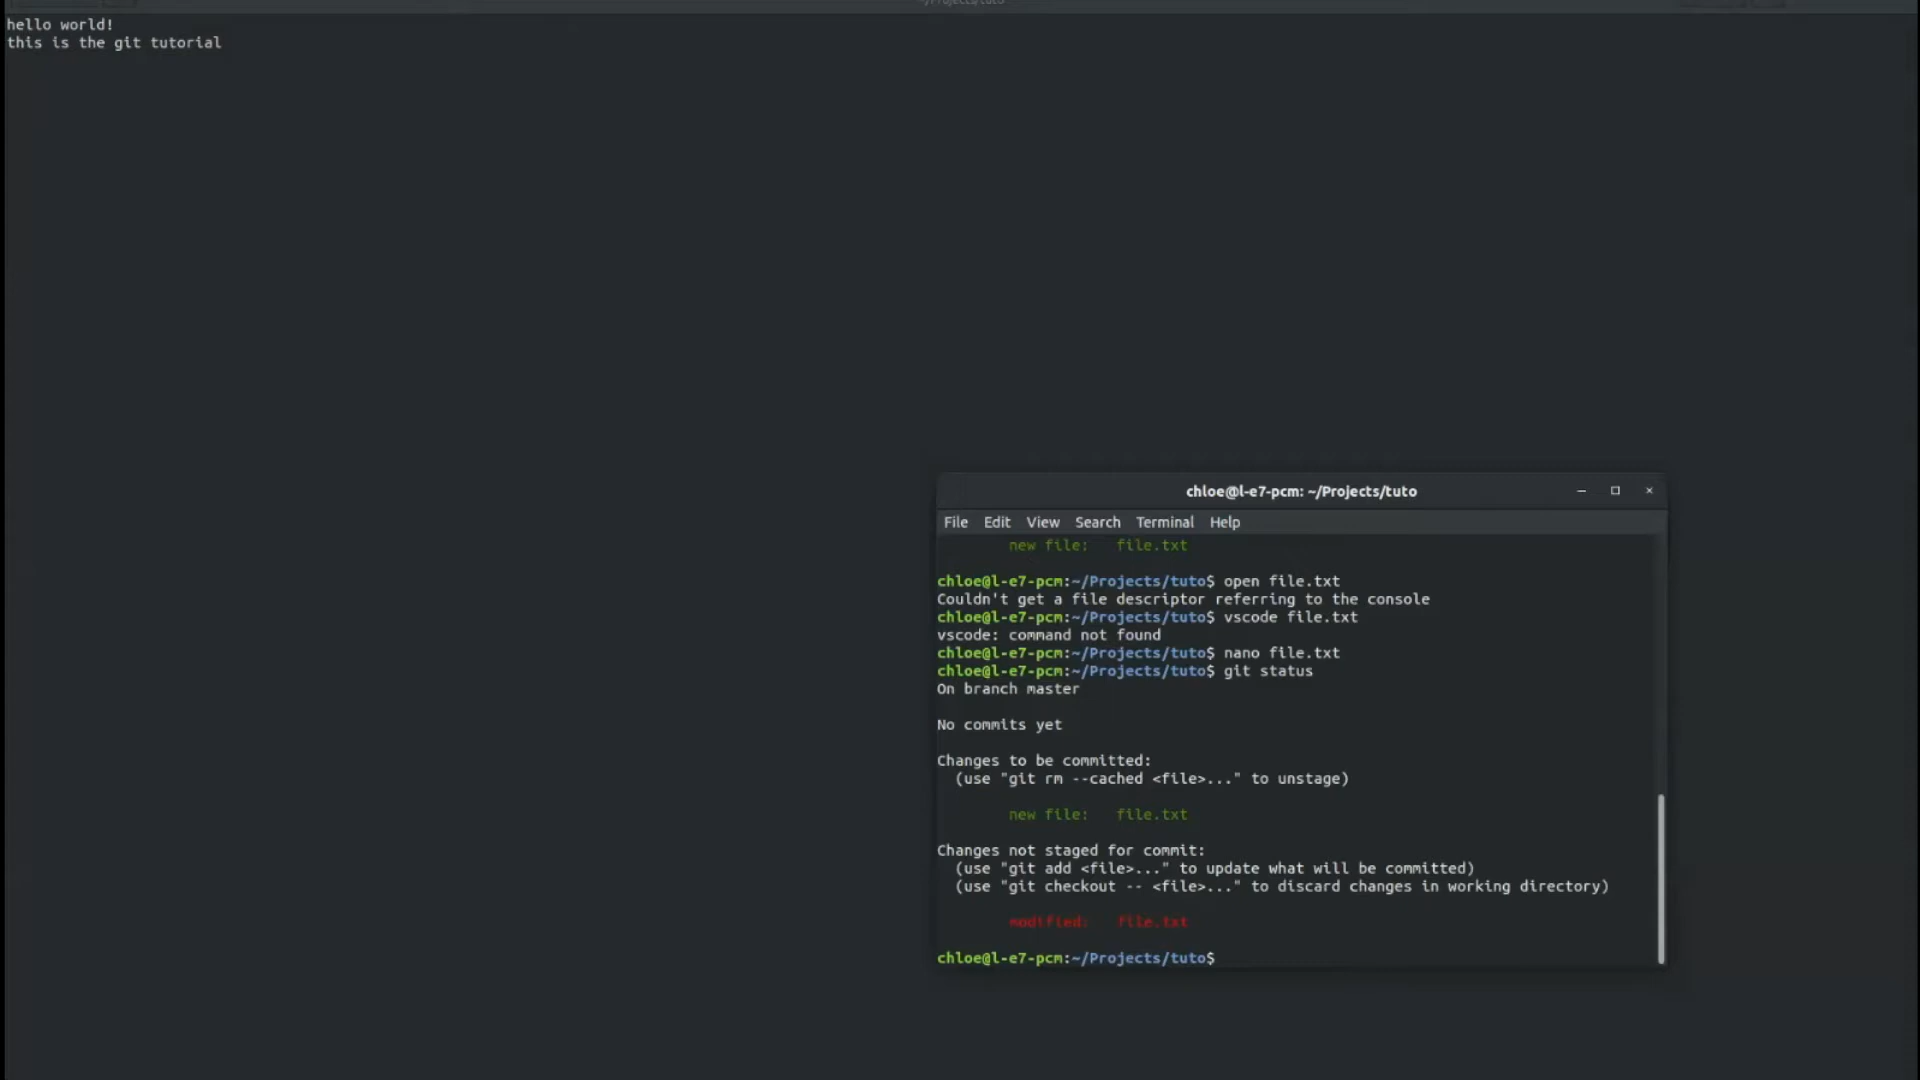 ~/Projects/tuto
hello world!
this is the git tutorial
chloe@l-e7-pcm: ~/Projects/tuto
File Edit View Search Terminal Help
new file: file.txt
chloe@l-e7-pcm:~/Projects/tuto$ open file.txt
Couldn't get a file descriptor referring to the console
chloe@l-e7-pcm:~/Projects/tuto$ vscode file.txt
vscode: command not found
chloe@l-e7-pcm:~/Projects/tuto$ nano file.txt
chloe@l-e7-pcm:~/Projects/tuto$ git status
On branch master
No commits yet
Changes to be committed:
(use "git rm --cached <file>..." to unstage)
new file: file.txt
Changes not staged for commit:
(use "git add <file>..." to update what will be committed)
(use "git checkout -- <file>..." to discard changes in working directory)
modified: file.txt
chloe@l-e7-pcm:~/Projects/tuto$